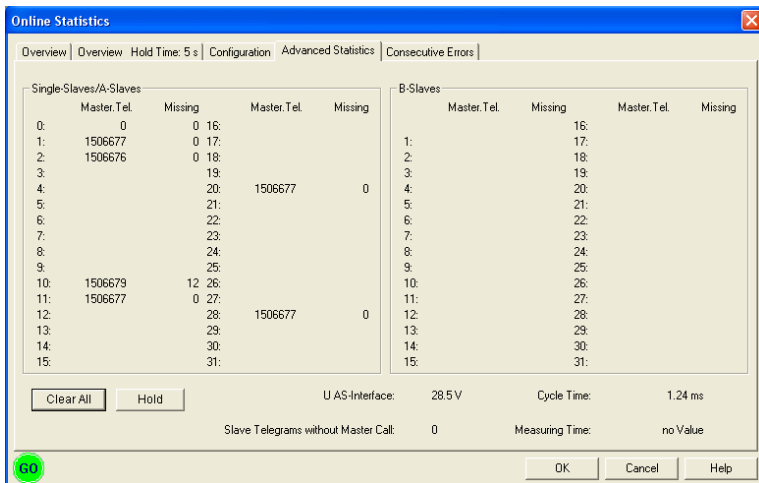 Online Statistics
Overview Overview Hold Time: 5 s Configuration Advanced Statistics Consecutive Errors
Single-Slaves/A-Slaves B-Slaves
Master.Tel. Missing Master.Tel. Missing Master.Tel. Missing Master.Tel. Missing
0: 0 0 16: 16:
1: 1506677 0 17: 1: 17:
2: 1506676 0 18: 2: 18:
3: 19: 3: 19:
4: 20: 1506677 0 4: 20:
5: 21: 5: 21:
6: 22: 6: 22:
7: 23: 7: 23:
8: 24: 8: 24:
9: 25: 9: 25:
10: 1506679 12 26: 10: 26:
11: 1506677 0 27: 11: 27:
12: 28: 1506677 0 12: 28:
13: 29: 13: 29:
14: 30: 14: 30:
15: 31: 15: 31:
Clear All Hold U AS-Interface: 28.5 V Cycle Time: 1.24 ms
Slave Telegrams without Master Call: 0 Measuring Time: no Value
GO OK Cancel Help